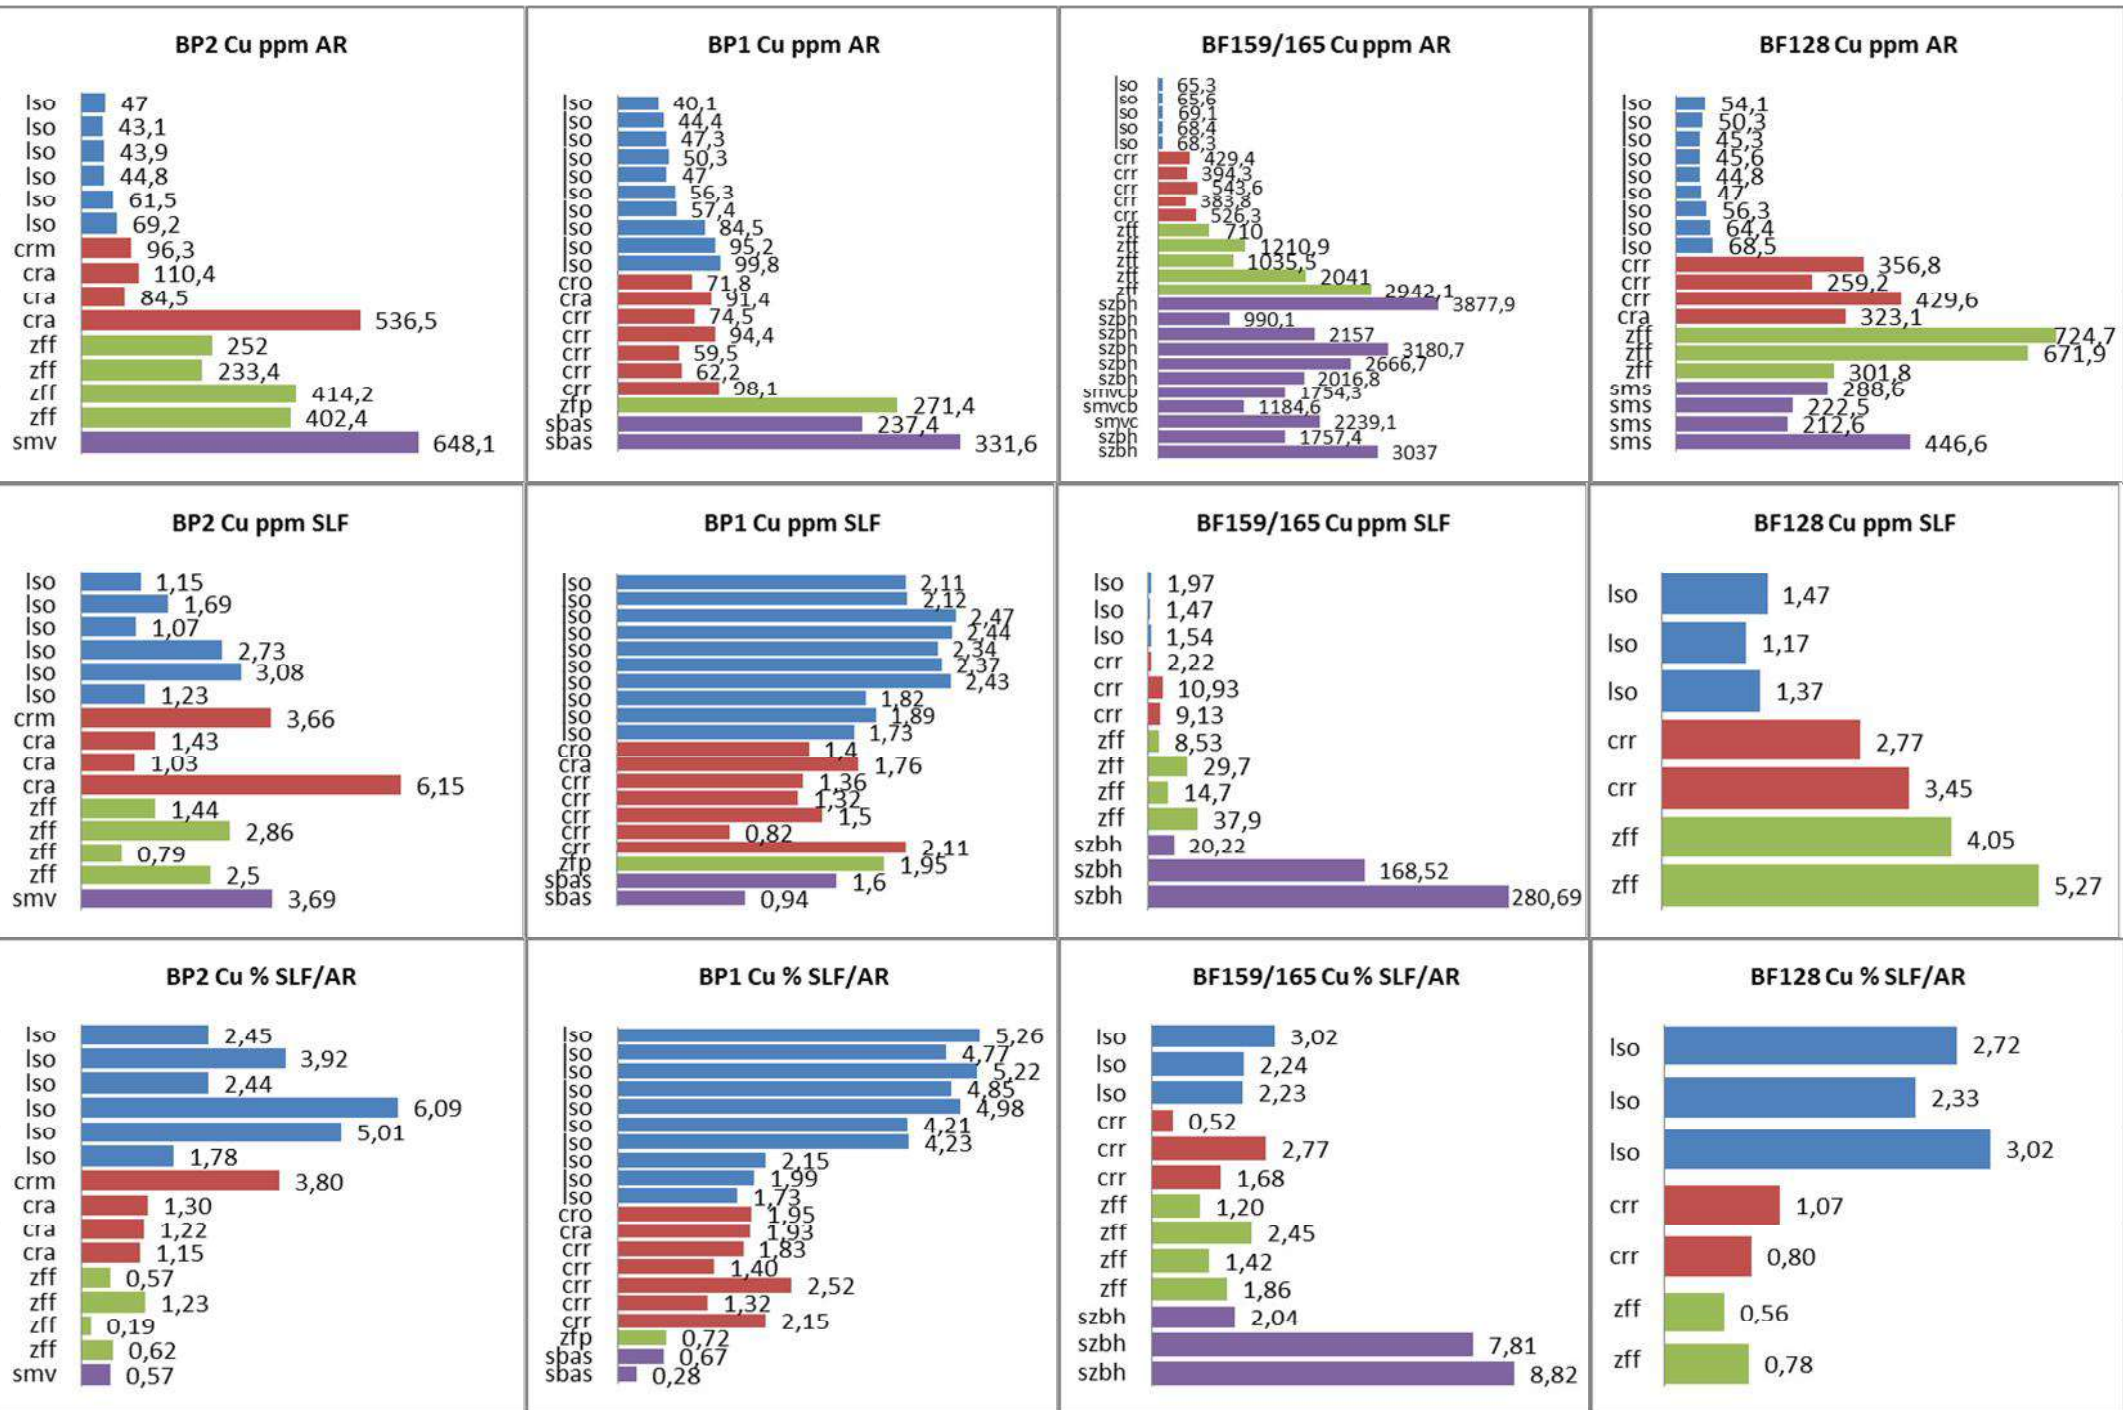 BP2 Cu ppm AR
lso 47
lso 43,1
lso 43,9
lso 44,8
lso 61,5
lso 69,2
crm 96,3
cra 110,4
cra 84,5
cra 536,5
zff 252
zff 233,4
zff 414,2
zff 402,4
smv 648,1
BP1 Cu ppm AR
lso 40,1
lso 44,4
lso 47,3
lso 50,3
lso 47
lso 56,3
lso 57,4
lso 84,5
lso 95,2
lso 99,8
cro 71,8
cra 91,4
crr 74,5
crr 94,4
crr 59,5
crr 62,2
crr 98,1
zfp 271,4
sbas 237,4
sbas 331,6
BF159/165 Cu ppm AR
lso 65,3
lso 65,6
lso 69,1
lso 68,4
lso 68,3
crr 429,4
crr 394,3
crr 543,6
crr 383,8
crr 526,3
zff 710
zff 1210,9
zff 1035,5
zff 2041
zff 2942,1
szbh 3877,9
szbh 990,1
szbh 2157
szbh 3180,7
szbh 2666,7
szbh 2016,8
smvcb 1754,3
smvcb 1184,6
smvc 2239,1
szbh 1757,4
szbh 3037
BF128 Cu ppm AR
lso 54,1
lso 50,3
lso 45,3
lso 45,6
lso 44,8
lso 47
lso 56,3
lso 64,4
lso 68,5
crr 356,8
crr 259,2
crr 429,6
cra 323,1
zff 724,7
zff 671,9
zff 301,8
sms 288,6
sms 222,5
sms 212,6
sms 446,6
BP2 Cu ppm SLF
lso 1,15
lso 1,69
lso 1,07
lso 2,73
lso 3,08
lso 1,23
crm 3,66
cra 1,43
cra 1,03
cra 6,15
zff 1,44
zff 2,86
zff 0,79
zff 2,5
smv 3,69
BP1 Cu ppm SLF
lso 2,11
lso 2,12
lso 2,47
lso 2,44
lso 2,34
lso 2,37
lso 2,43
lso 1,82
lso 1,89
lso 1,73
cro 1,4
cra 1,76
crr 1,36
crr 1,32
crr 1,5
crr 0,82
crr 2,11
zfp 1,95
sbas 1,6
sbas 0,94
BF159/165 Cu ppm SLF
lso 1,97
lso 1,47
lso 1,54
crr 2,22
crr 10,93
crr 9,13
zff 8,53
zff 29,7
zff 14,7
zff 37,9
szbh 20,22
szbh 168,52
szbh 280,69
BF128 Cu ppm SLF
lso 1,47
lso 1,17
lso 1,37
crr 2,77
crr 3,45
zff 4,05
zff 5,27
BP2 Cu % SLF/AR
lso 2,45
lso 3,92
lso 2,44
lso 6,09
lso 5,01
lso 1,78
crm 3,80
cra 1,30
cra 1,22
cra 1,15
zff 0,57
zff 1,23
zff 0,19
zff 0,62
smv 0,57
BP1 Cu % SLF/AR
lso 5,26
lso 4,77
lso 5,22
lso 4,85
lso 4,98
lso 4,21
lso 4,23
lso 2,15
lso 1,99
lso 1,73
cro 1,95
cra 1,93
crr 1,83
crr 1,40
crr 2,52
crr 1,32
crr 2,15
zfp 0,72
sbas 0,67
sbas 0,28
BF159/165 Cu % SLF/AR
lso 3,02
lso 2,24
lso 2,23
crr 0,52
crr 2,77
crr 1,68
zff 1,20
zff 2,45
zff 1,42
zff 1,86
szbh 2,04
szbh 7,81
szbh 8,82
BF128 Cu % SLF/AR
lso 2,72
lso 2,33
lso 3,02
crr 1,07
crr 0,80
zff 0,56
zff 0,78